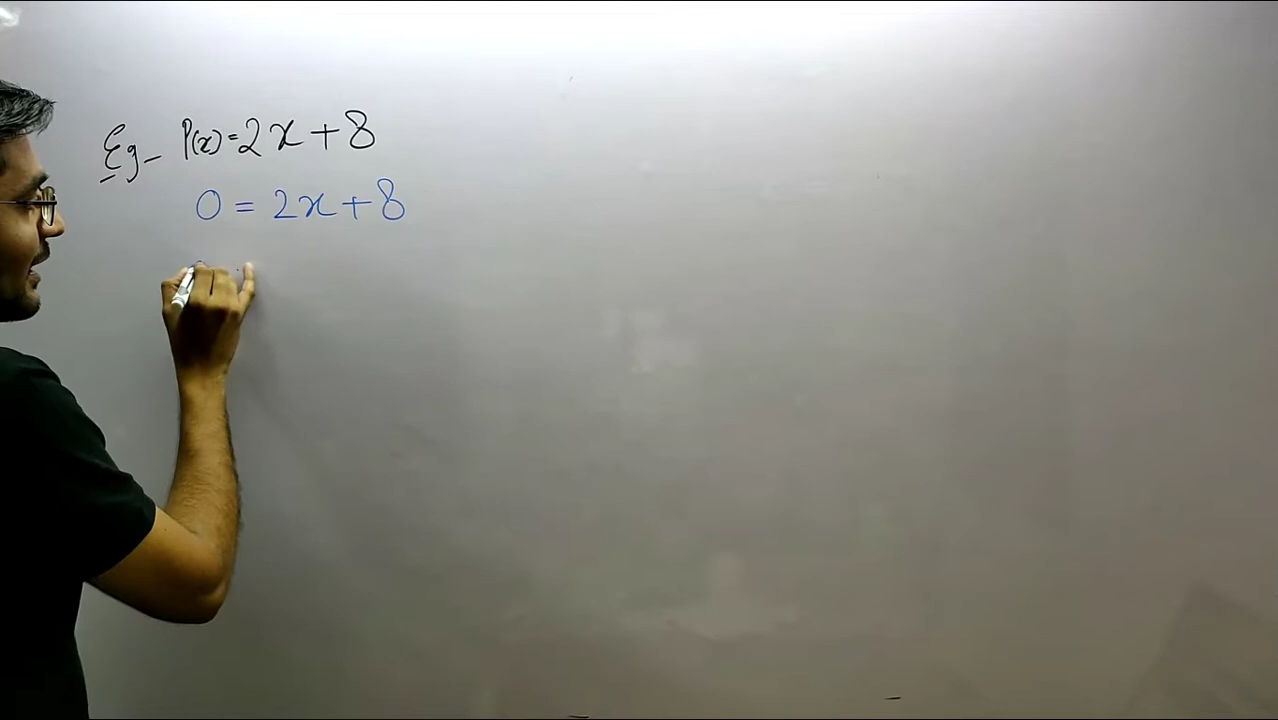 Eg- P(x) = 2x + 8
0 = 2x + 8